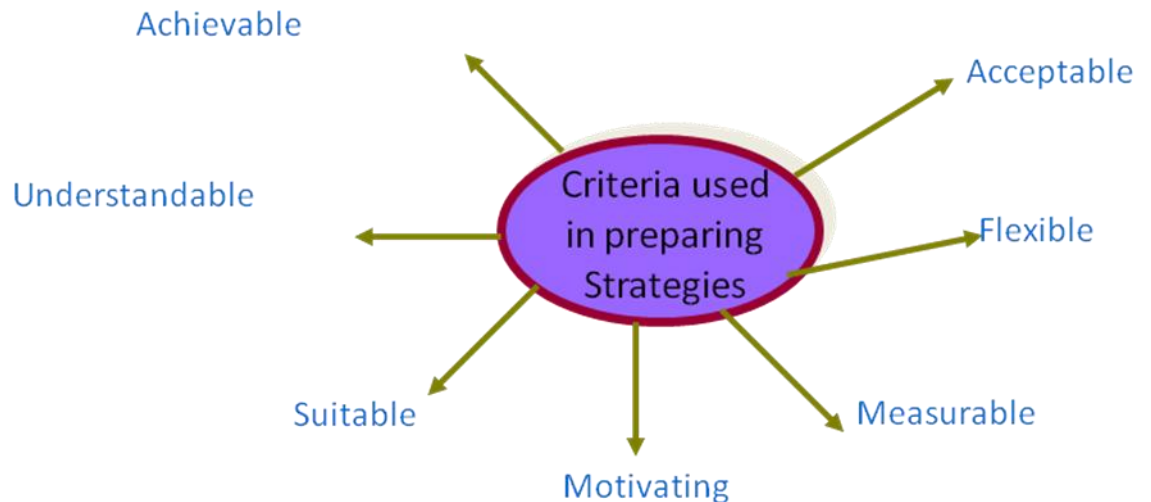 Achievable
Acceptable
Understandable
Criteria used
in preparing
Strategies
Flexible
Suitable
Measurable
Motivating